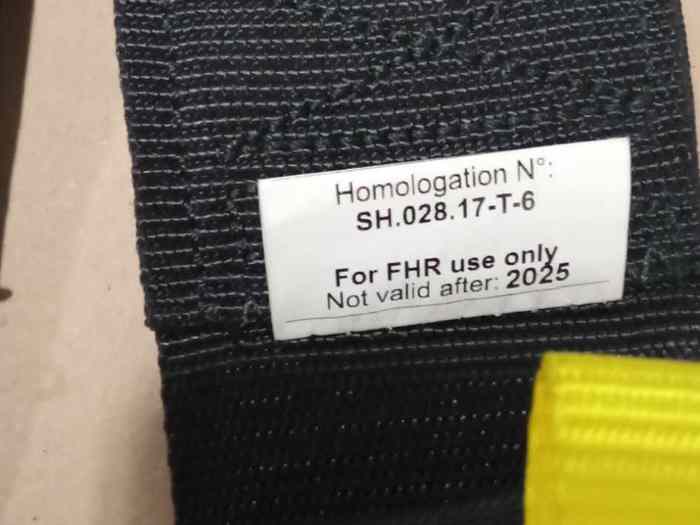 Homologation N°:
SH.028.17-T-6
For FHR use only
Not valid after: 2025